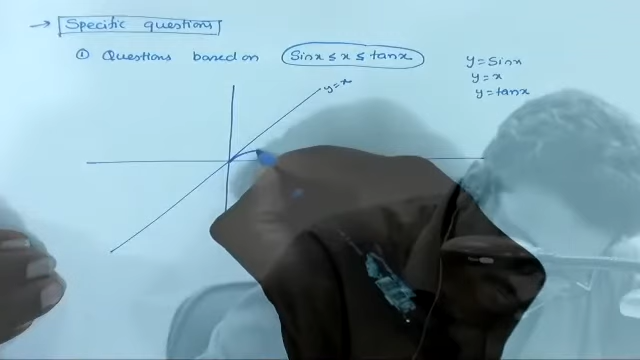 → Specific questions
① Questions based on sinx ≤ x ≤ tanx
y = sinx
y = x
y = tanx
y = x